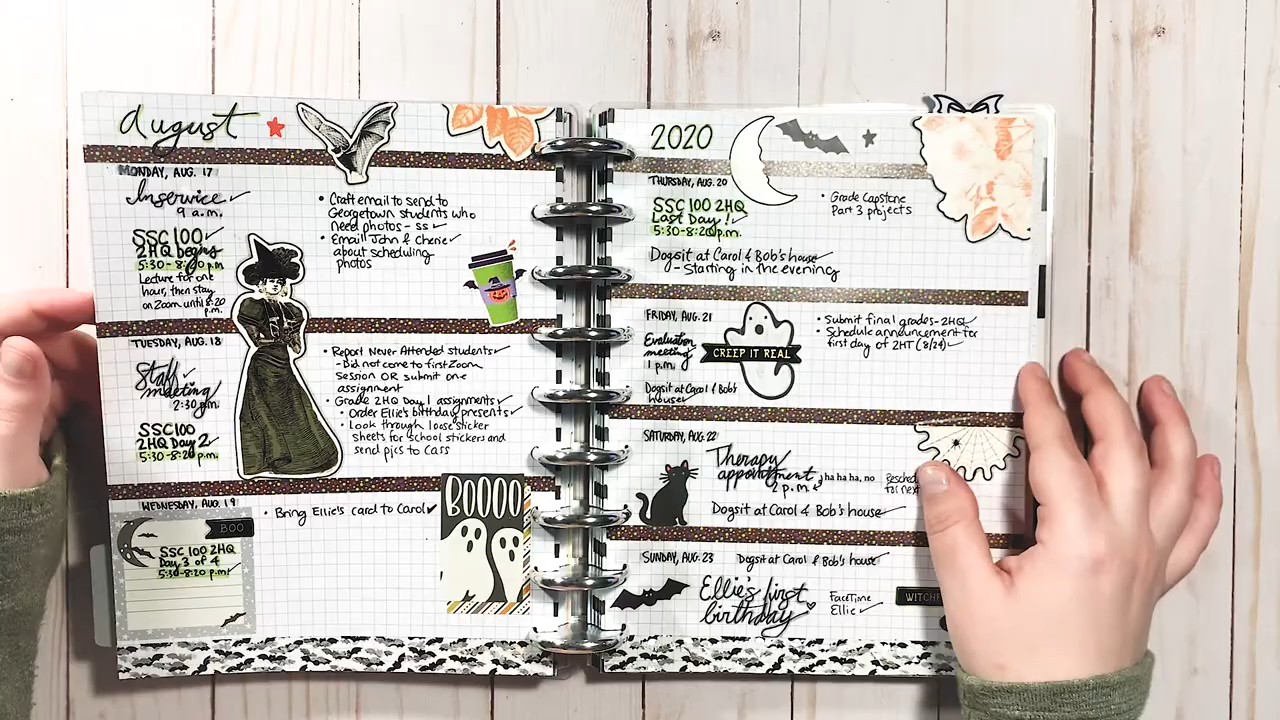 august
MONDAY, AUG. 17
Inservice ✓
9 a.m.
SSC 100 ✓
2HQ begins
5:30-8:20 p.m.
Lecture for one
hour, then stay
on Zoom until 8:20
p.m.
• Craft email to send to
Georgetown students who
need photos - ss ✓
• Email John & Cherie ✓
about scheduling
photos
TUESDAY, AUG. 18
Staff ✓
meeting
2:30 p.m.
SSC 100
2HQ Day 2 ✓
5:30-8:20 p.m.
• Report Never Attended students ✓
- Did not come to first Zoom
Session OR submit one
assignment
• Grade 2HQ Day 1 assignments ✓
• Order Ellie's birthday presents ✓
• Look through loose sticker
sheets for school stickers and
send pics to Cass
WEDNESDAY, AUG. 19
BOO
SSC 100 2HQ
Day 3 of 4
5:30-8:20 p.m. ✓
• Bring Ellie's card to Carol ✓
BOOOO
2020
THURSDAY, AUG. 20
SSC 100 2HQ
Last Day! ✓
5:30-8:20 p.m.
Dogsit at Carol & Bob's house ✓
- Starting in the evening
• Grade Capstone
Part 3 projects
FRIDAY, AUG. 21
Evaluation
meeting ✓
1 p.m.
Dogsit at Carol & Bob's
house ✓
CREEP IT REAL
• Submit final grades - 2HQ ✓
• Schedule announcement for
first day of 2HT (8/24) ✓
SATURDAY, AUG. 22
Therapy
appointment, ha ha ha, no
2 p.m.
Resched
for next
Dogsit at Carol & Bob's house ✓
SUNDAY, AUG. 23
Dogsit at Carol & Bob's house ✓
Ellie's first
birthday ♡
FaceTime
Ellie ✓